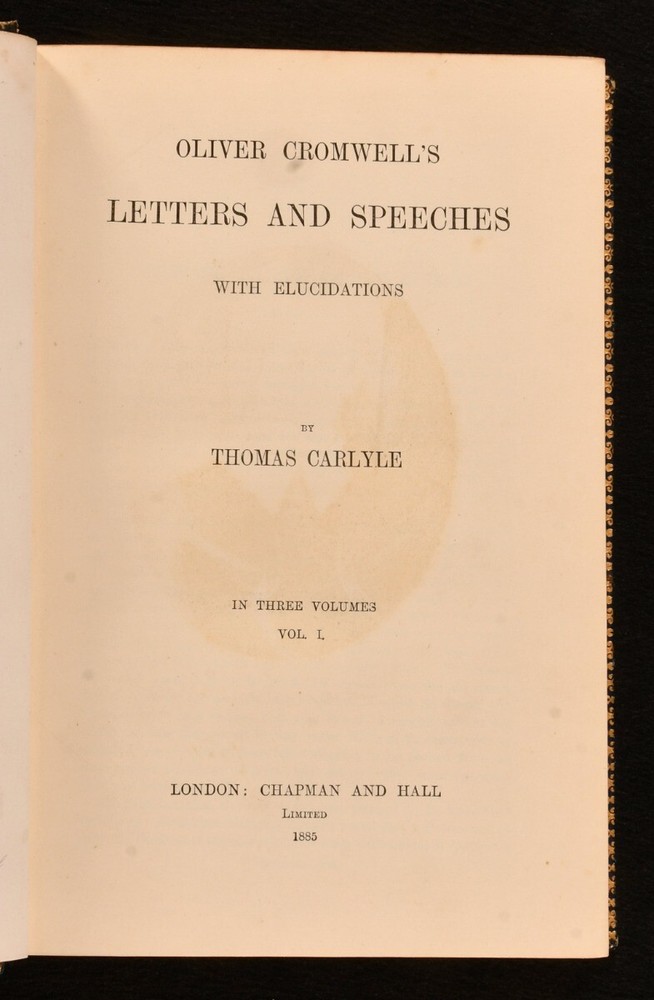 OLIVER CROMWELL'S
LETTERS AND SPEECHES
WITH ELUCIDATIONS
BY
THOMAS CARLYLE
IN THREE VOLUMES
VOL. I.
LONDON: CHAPMAN AND HALL
LIMITED
1885